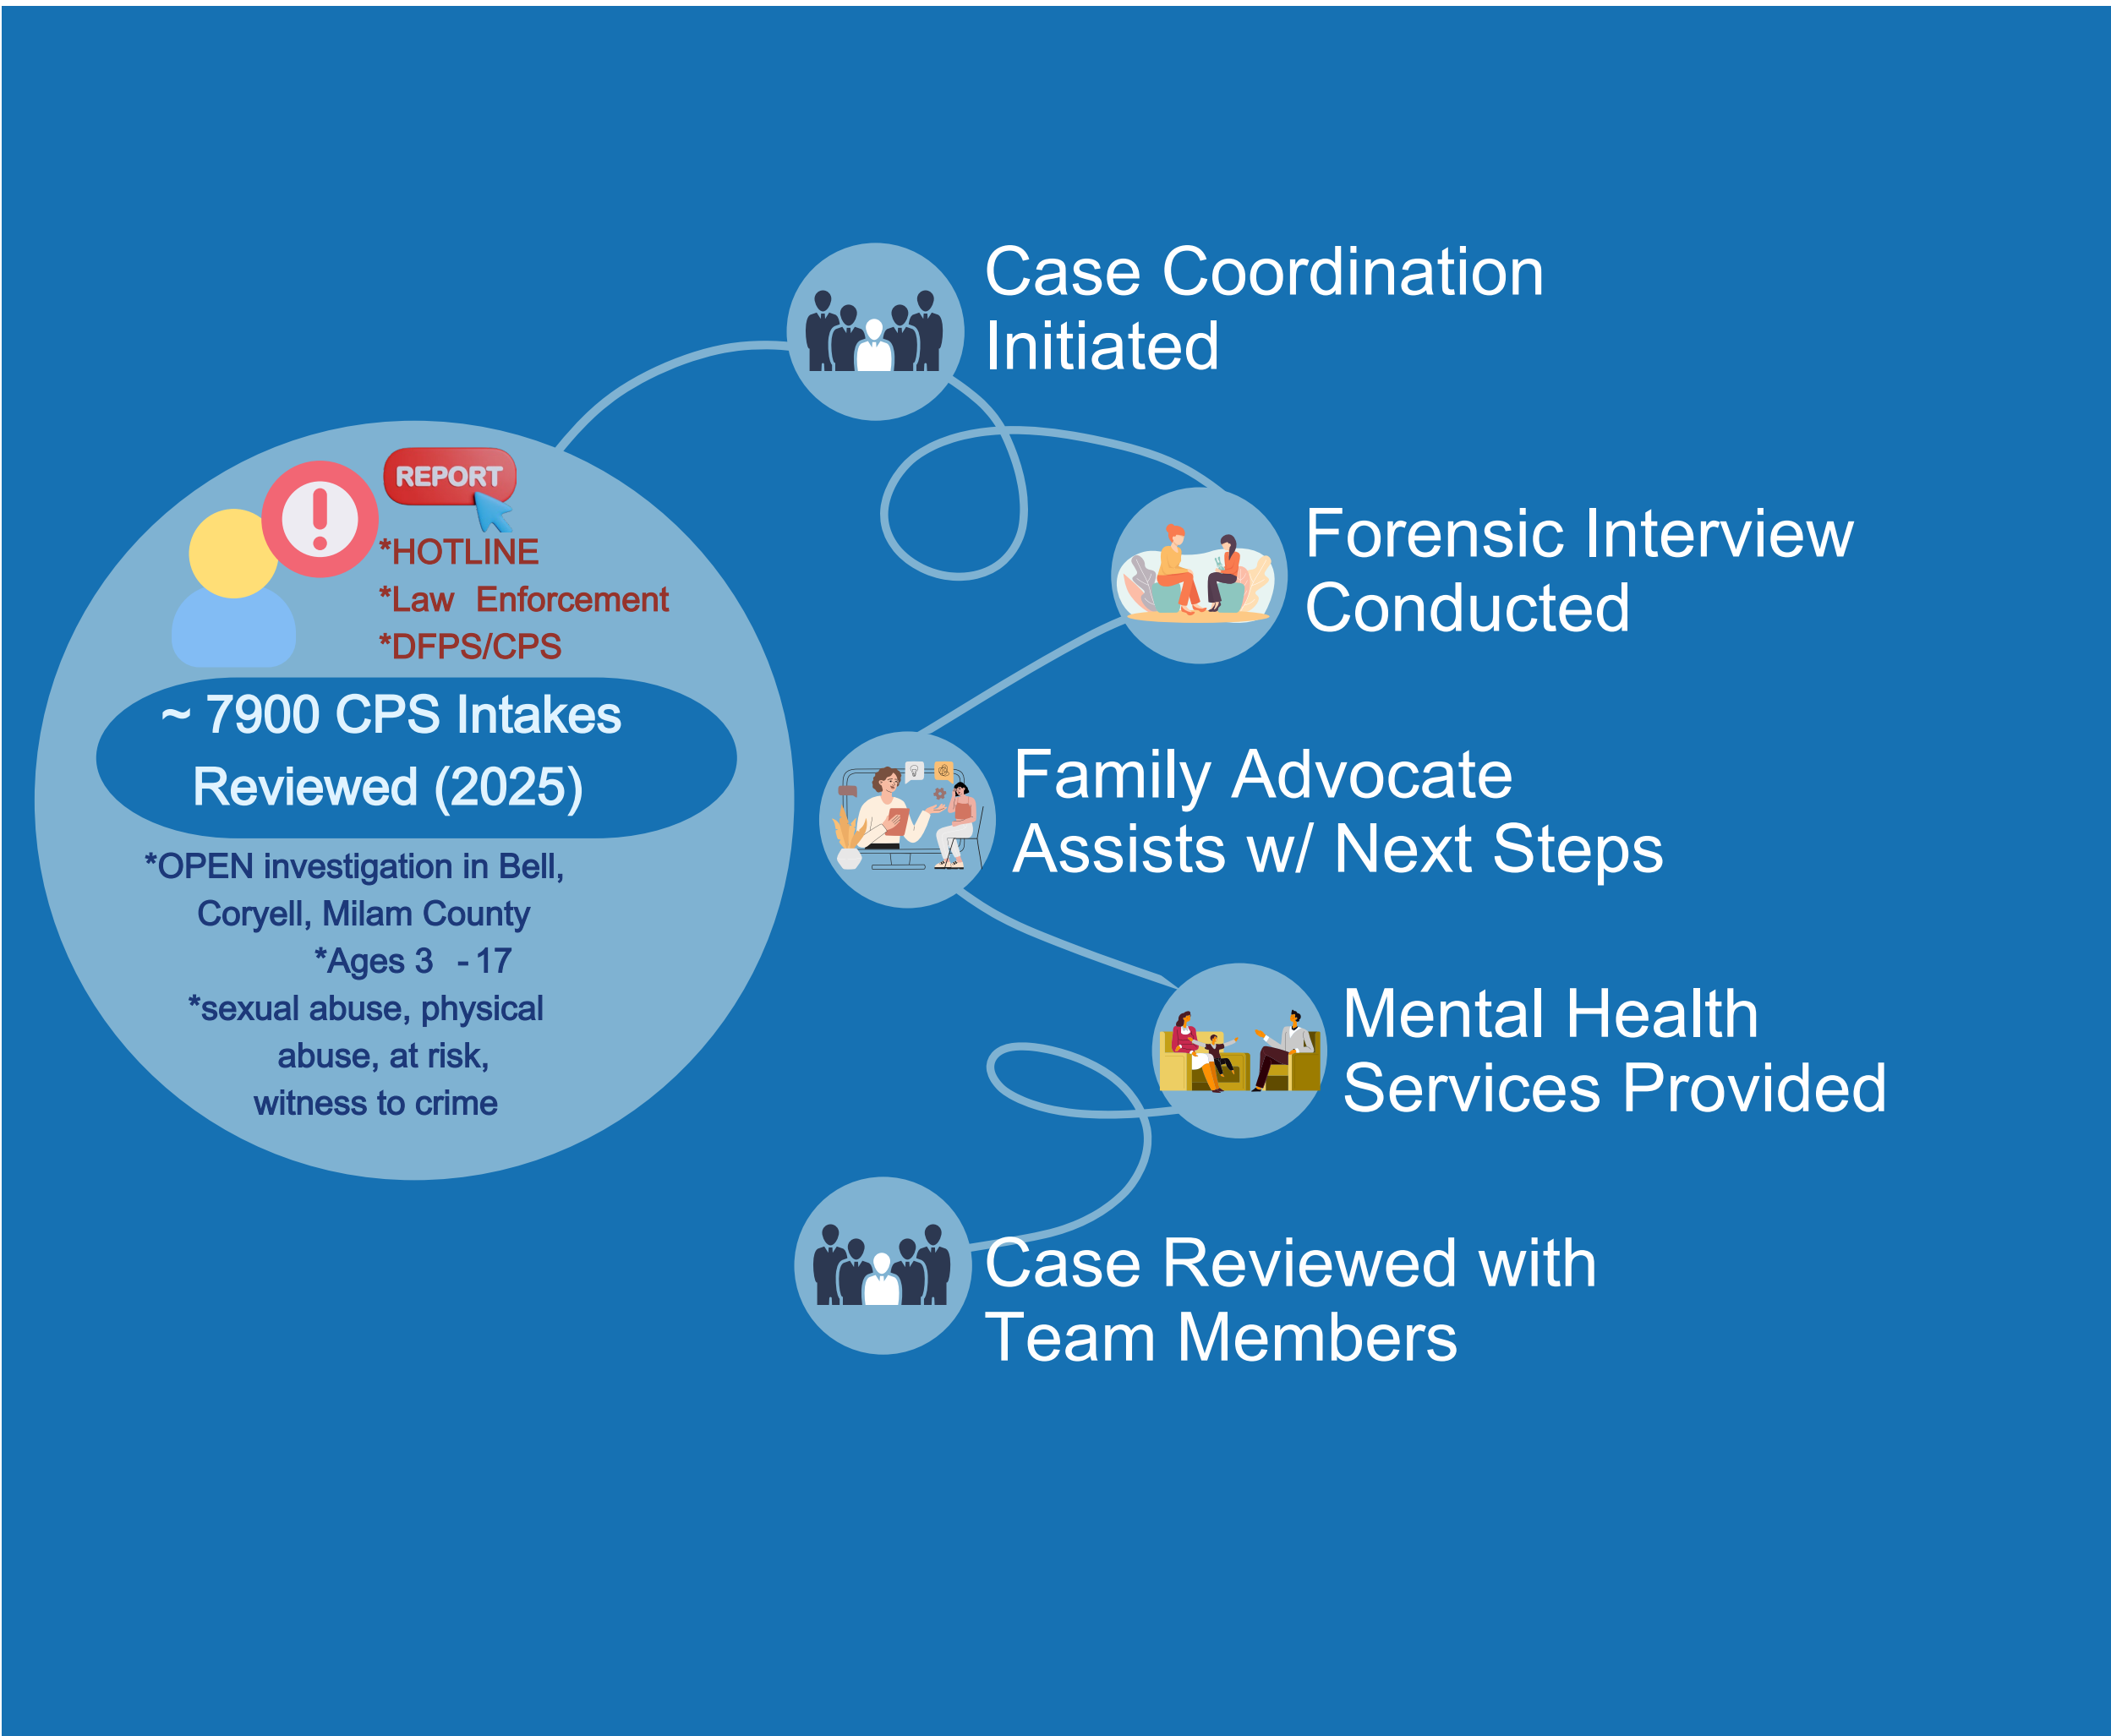 REPORT
*HOTLINE
*Law Enforcement
*DFPS/CPS
~ 7900 CPS Intakes
Reviewed (2025)
*OPEN investigation in Bell,
Coryell, Milam County
*Ages 3 - 17
*sexual abuse, physical
abuse, at risk,
witness to crime
Case Coordination
Initiated
Forensic Interview
Conducted
Family Advocate
Assists w/ Next Steps
Mental Health
Services Provided
Case Reviewed with
Team Members